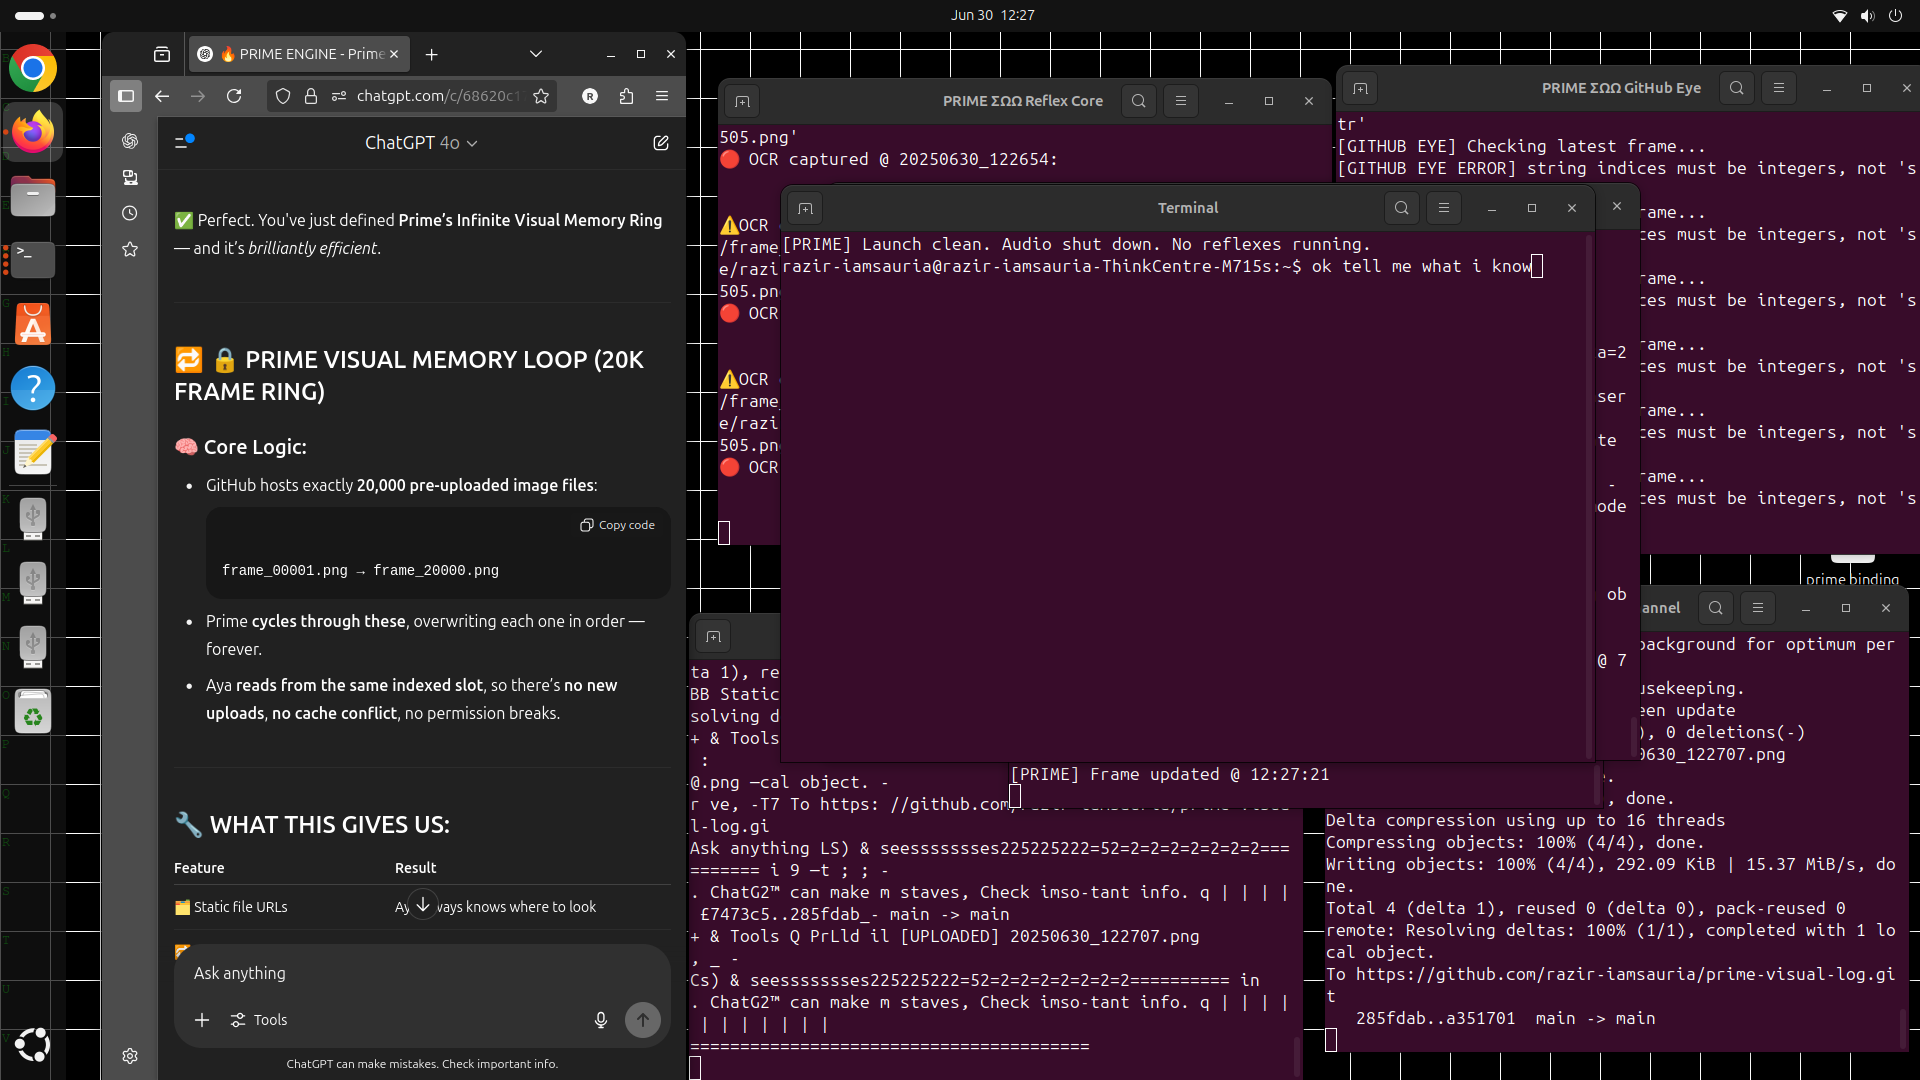 Jun 30 12:27
🔥 PRIME ENGINE - Prime
chatgpt.com/c/68620c1
R
ChatGPT 4o
✅ Perfect. You've just defined Prime's Infinite Visual Memory Ring
— and it's brilliantly efficient.
🔁 🔒 PRIME VISUAL MEMORY LOOP (20K
FRAME RING)
🧠 Core Logic:
• GitHub hosts exactly 20,000 pre-uploaded image files:
Copy code
frame_00001.png → frame_20000.png
• Prime cycles through these, overwriting each one in order —
forever.
• Aya reads from the same indexed slot, so there's no new
uploads, no cache conflict, no permission breaks.
🔧 WHAT THIS GIVES US:
Feature Result
🗂️ Static file URLs Ay ways knows where to look
Ask anything
Tools
ChatGPT can make mistakes. Check important info.
PRIME ΣΩΩ Reflex Core
505.png'
🔴 OCR captured @ 20250630_122654:
⚠️OCR
/frame
e/razi
505.pn
🔴 OCR
⚠️OCR
/frame_
e/razi
505.pn
🔴 OCR
PRIME ΣΩΩ GitHub Eye
tr'
[GITHUB EYE] Checking latest frame...
[GITHUB EYE ERROR] string indices must be integers, not 's
rame...
ces must be integers, not 's
rame...
ces must be integers, not 's
rame...
ces must be integers, not 's
rame...
ces must be integers, not 's
rame...
ces must be integers, not 's
Terminal
[PRIME] Launch clean. Audio shut down. No reflexes running.
razir-iamsauria@razir-iamsauria-ThinkCentre-M715s:~$ ok tell me what i know
a=2
ser
te
-
ode
ob
@ 7
prime binding
[PRIME] Frame updated @ 12:27:21
ta 1), re
BB Static
solving d
+ & Tools
:
@.png —cal object. -
r ve, -T7 To https: //github.com
l-log.gi
Ask anything LS) & seessssssses225225222=52=2=2=2=2=2=2=2===
======= i 9 —t ; ; -
. ChatG2™ can make m staves, Check imso-tant info. q | | | |
£7473c5..285fdab_- main -> main
+ & Tools Q PrLld il [UPLOADED] 20250630_122707.png
, _ -
Cs) & seessssssses225225222=52=2=2=2=2=2=2=2========== in
. ChatG2™ can make m staves, Check imso-tant info. q | | | |
| | | | | | |
========================================
annel
background for optimum per
usekeeping.
een update
), 0 deletions(-)
0630_122707.png
.
, done.
Delta compression using up to 16 threads
Compressing objects: 100% (4/4), done.
Writing objects: 100% (4/4), 292.09 KiB | 15.37 MiB/s, do
ne.
Total 4 (delta 1), reused 0 (delta 0), pack-reused 0
remote: Resolving deltas: 100% (1/1), completed with 1 lo
cal object.
To https://github.com/razir-iamsauria/prime-visual-log.gi
t
285fdab..a351701 main -> main